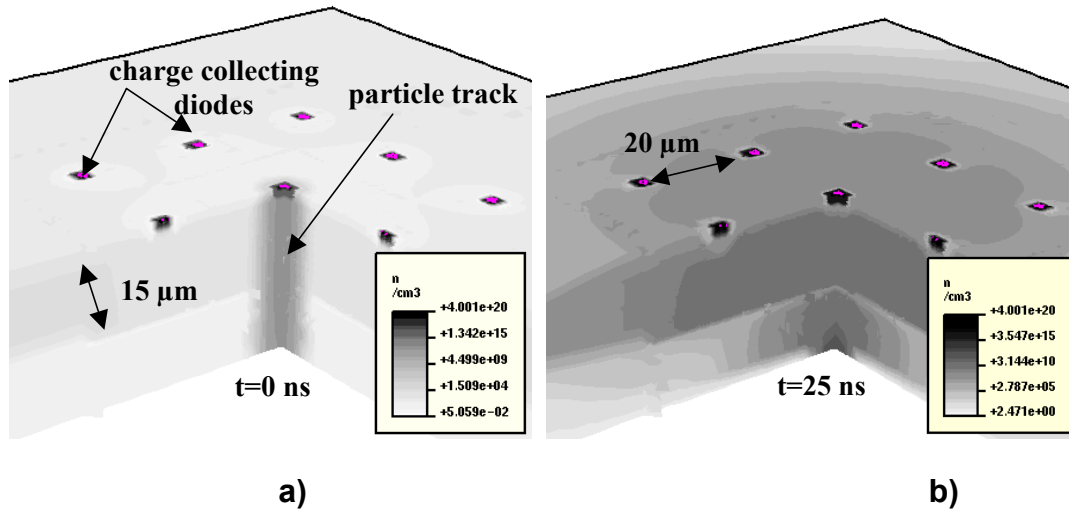 charge collecting
diodes
particle track
15 µm
t=0 ns
n
/cm3
+4.001e+20
+1.342e+15
+4.499e+09
+1.509e+04
+5.059e−02
a)
20 µm
t=25 ns
n
/cm3
+4.001e+20
+3.547e+15
+3.144e+10
+2.787e+05
+2.471e+00
b)